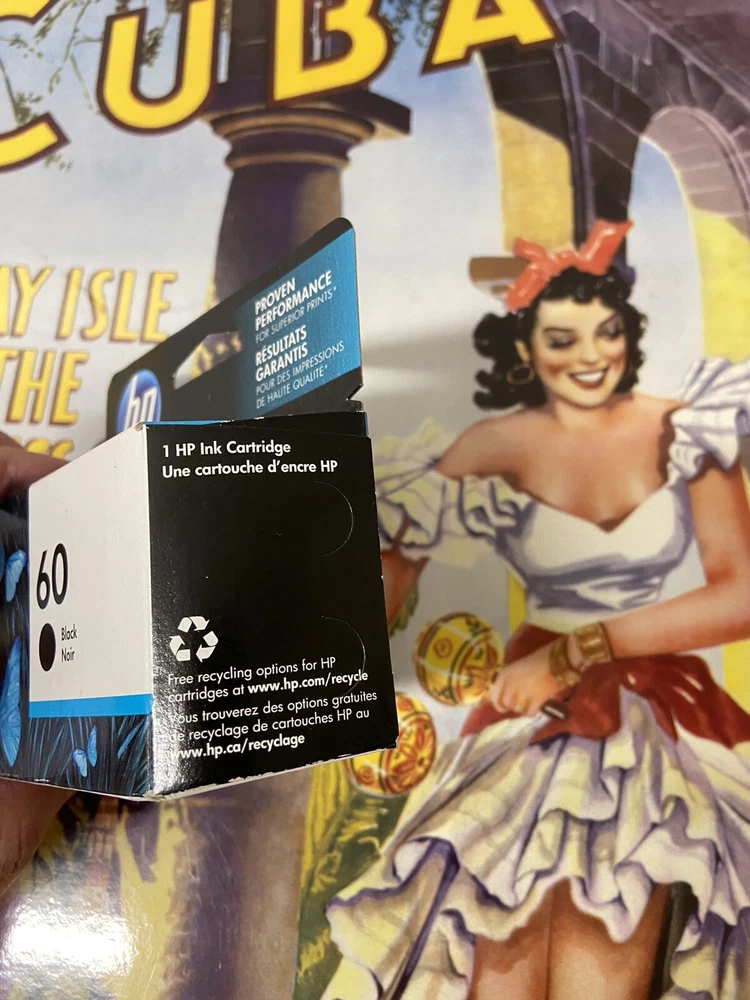 CUBA
AY ISLE
THE
PROVEN
PERFORMANCE
FOR SUPERIOR PRINTS*
RÉSULTATS
GARANTIS
POUR DES IMPRESSIONS
DE HAUTE QUALITÉ*
hp
1 HP Ink Cartridge
Une cartouche d'encre HP
60
Black
Noir
Free recycling options for HP
cartridges at www.hp.com/recycle
Vous trouverez des options gratuites
de recyclage de cartouches HP au
www.hp.ca/recyclage